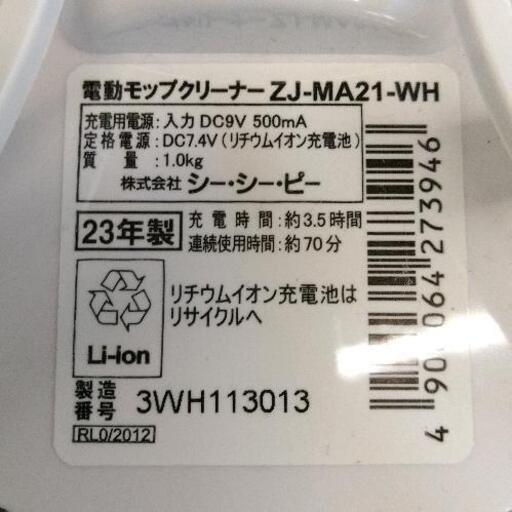 電動モップクリーナー ZJ-MA21-WH
充電用電源：入力 DC9V 500mA
定格電源：DC7.4V（リチウムイオン充電池）
質量：1.0kg
株式会社 シー・シー・ピー
23年製
充電時間：約3.5時間
連続使用時間：約70分
Li-ion
リチウムイオン充電池は
リサイクルへ
製造番号 3WH113013
RL0/2012